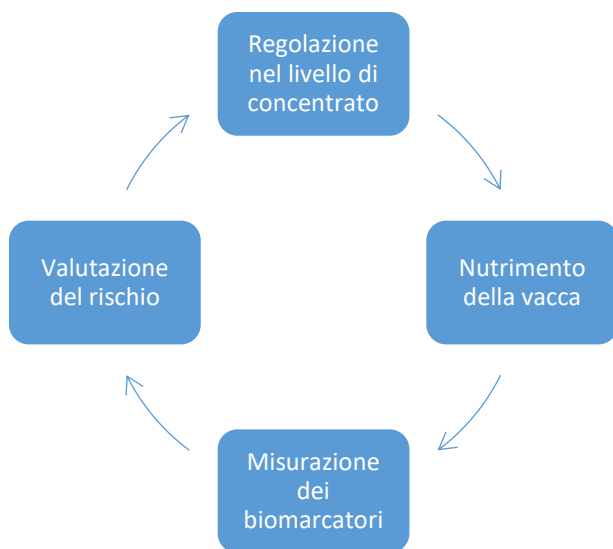 Regolazione
nel livello di
concentrato
Nutrimento
della vacca
Misurazione
dei
biomarcatori
Valutazione
del rischio